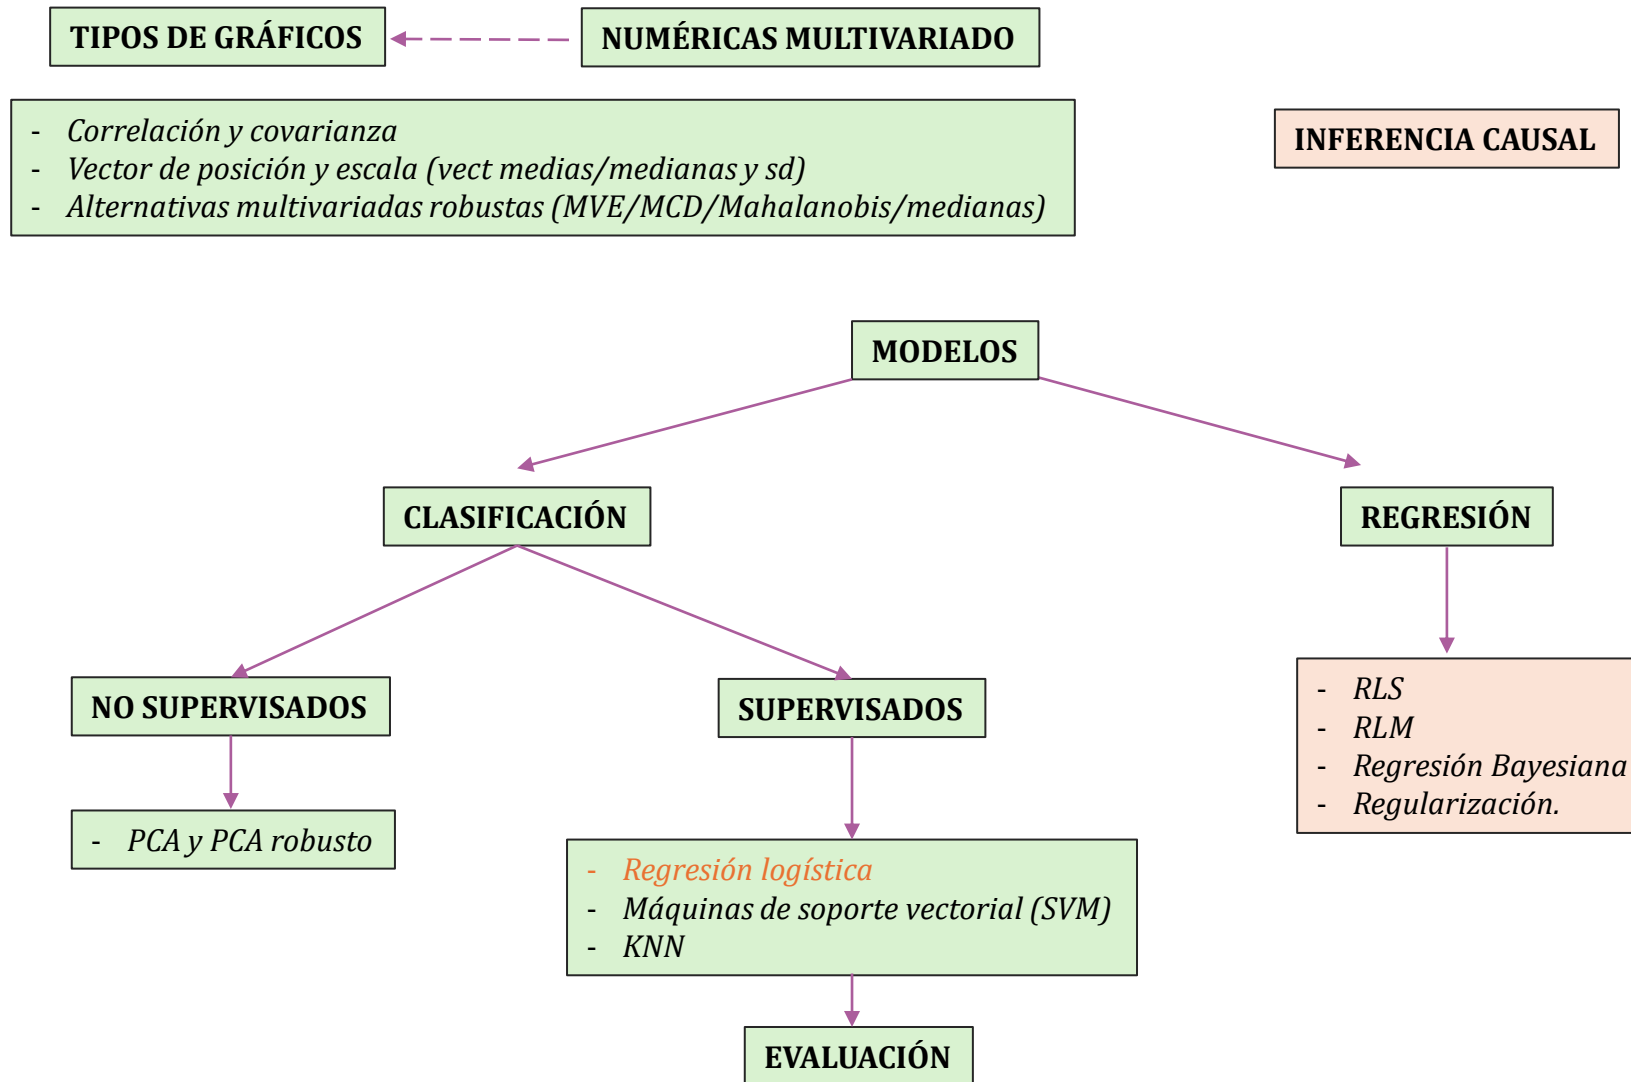 TIPOS DE GRÁFICOS
NUMÉRICAS MULTIVARIADO
- Correlación y covarianza
- Vector de posición y escala (vect medias/medianas y sd)
- Alternativas multivariadas robustas (MVE/MCD/Mahalanobis/medianas)
INFERENCIA CAUSAL
MODELOS
CLASIFICACIÓN
REGRESIÓN
NO SUPERVISADOS
SUPERVISADOS
- RLS
- RLM
- Regresión Bayesiana
- Regularización.
- PCA y PCA robusto
- Regresión logística
- Máquinas de soporte vectorial (SVM)
- KNN
EVALUACIÓN